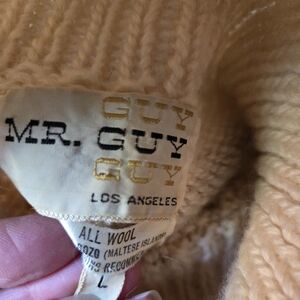 GUY
MR. GUY
GUY
LOS ANGELES
ALL WOOL
GOZO (MALTESE ISLANDS)
L